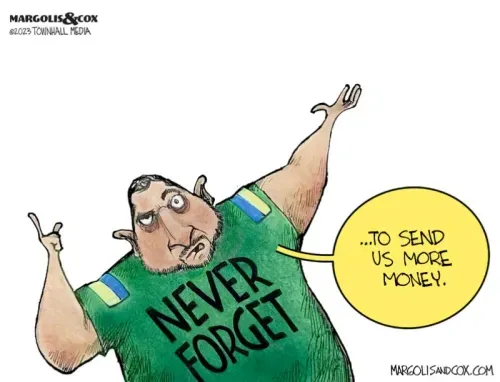 MARGOLIS&COX
©2023 TOWNHALL MEDIA
NEVER
FORGET
...TO SEND
US MORE
MONEY.
MARGOLISANDCOX.COM